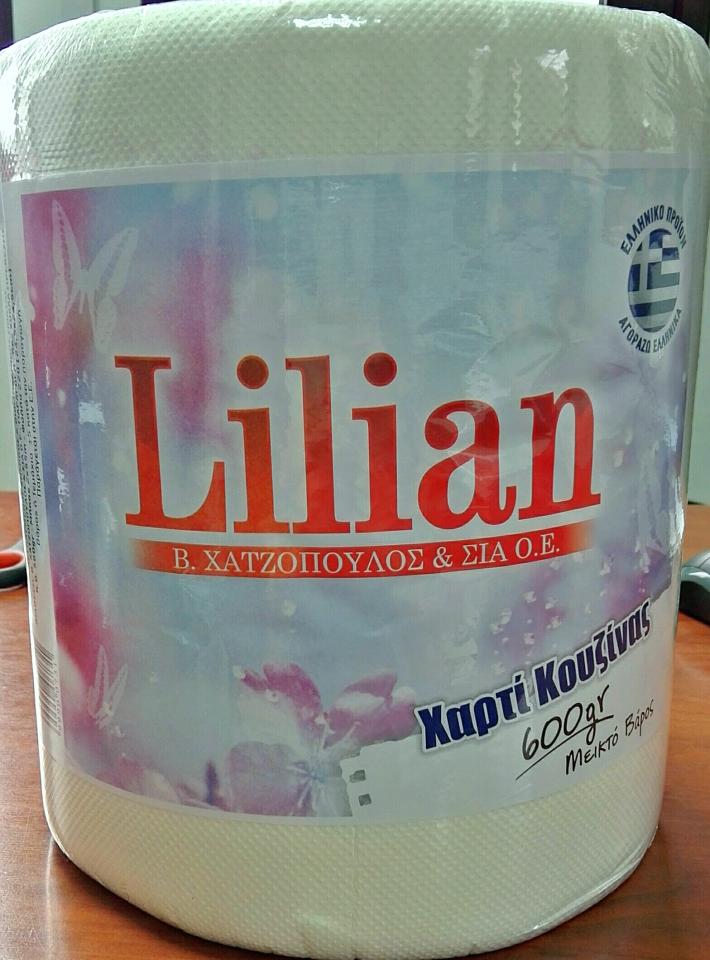 ΕΛΛΗΝΙΚΟ ΠΡΟΪΟΝ
ΑΓΟΡΑΖΩ ΕΛΛΗΝΙΚΑ
Lilian
Β. ΧΑΤΖΟΠΟΥΛΟΣ & ΣΙΑ Ο.Ε.
Χαρτί Κουζίνας
600gr
Μεικτό Βάρος